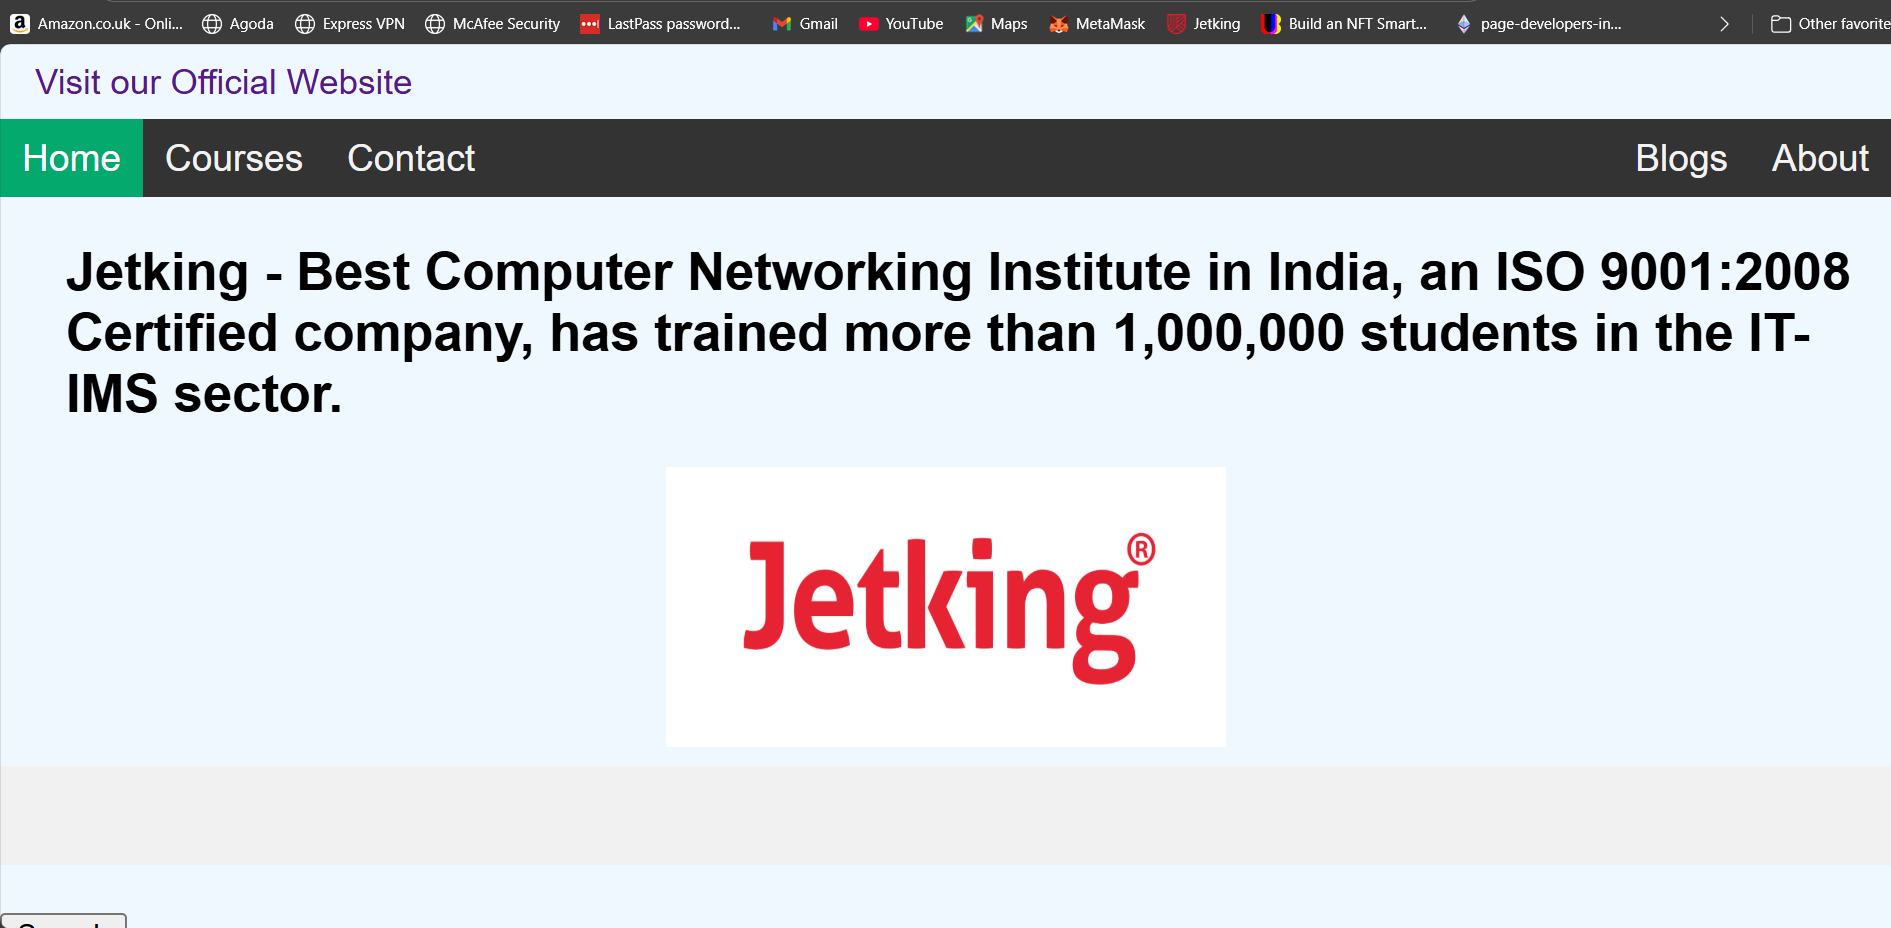 Amazon.co.uk - Onli... Agoda Express VPN McAfee Security LastPass password... Gmail YouTube Maps MetaMask Jetking Build an NFT Smart... page-developers-in... Other favorite
Visit our Official Website
Home Courses Contact Blogs About
Jetking - Best Computer Networking Institute in India, an ISO 9001:2008
Certified company, has trained more than 1,000,000 students in the IT-
IMS sector.
Jetking®